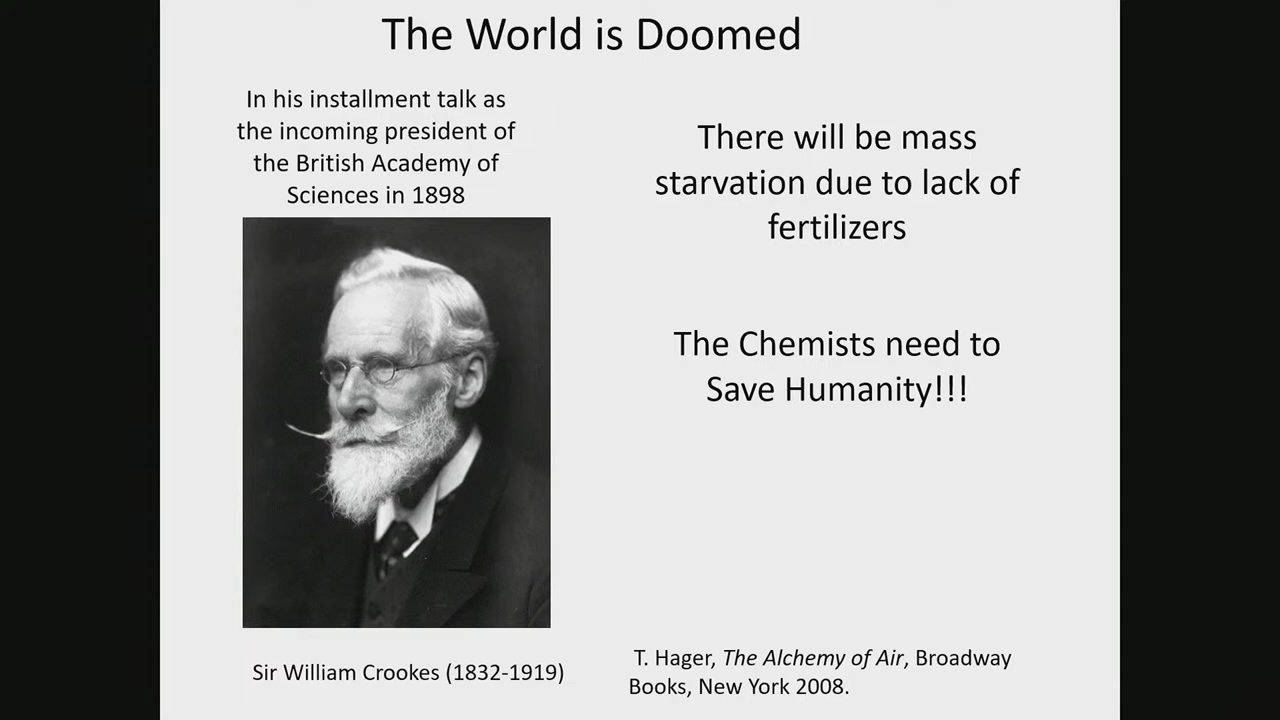 The World is Doomed
In his installment talk as
the incoming president of
the British Academy of
Sciences in 1898
There will be mass
starvation due to lack of
fertilizers
The Chemists need to
Save Humanity!!!
Sir William Crookes (1832-1919)
T. Hager, The Alchemy of Air, Broadway
Books, New York 2008.